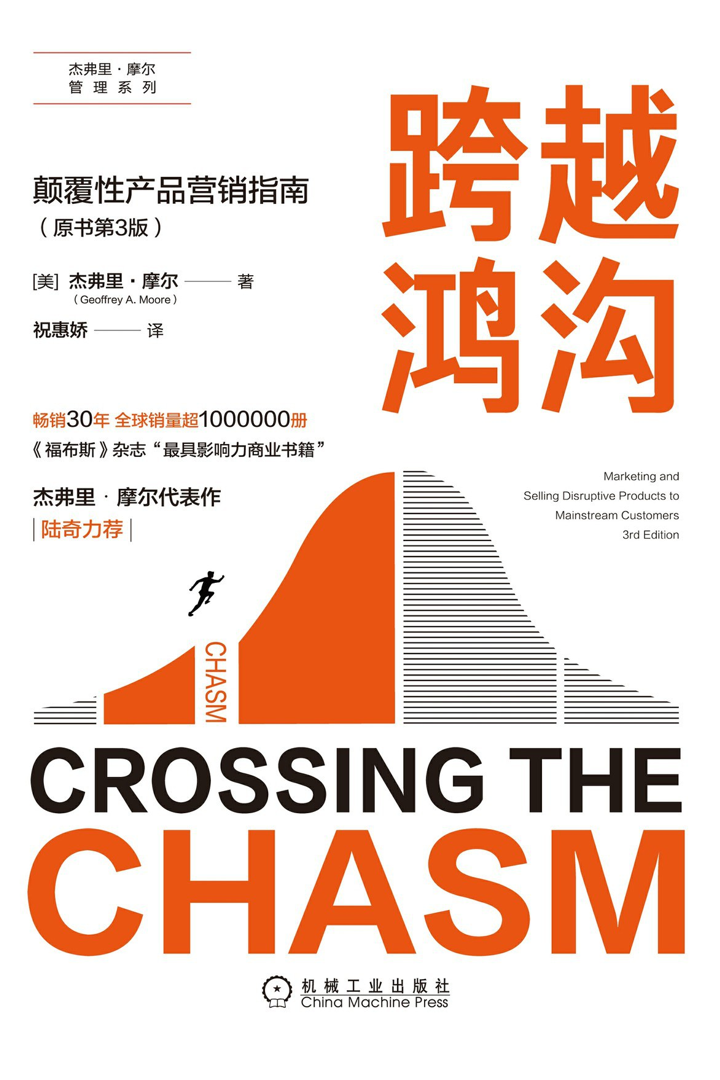 杰弗里·摩尔
管理系列
跨越
鸿沟
颠覆性产品营销指南
（原书第3版）
[美] 杰弗里·摩尔 —— 著
（Geoffrey A. Moore）
祝惠娇 —— 译
畅销30年 全球销量超1000000册
《福布斯》杂志“最具影响力商业书籍”
杰弗里·摩尔代表作
|陆奇力荐|
Marketing and
Selling Disruptive Products to
Mainstream Customers
3rd Edition
CHASM
CROSSING THE
CHASM
机械工业出版社
China Machine Press